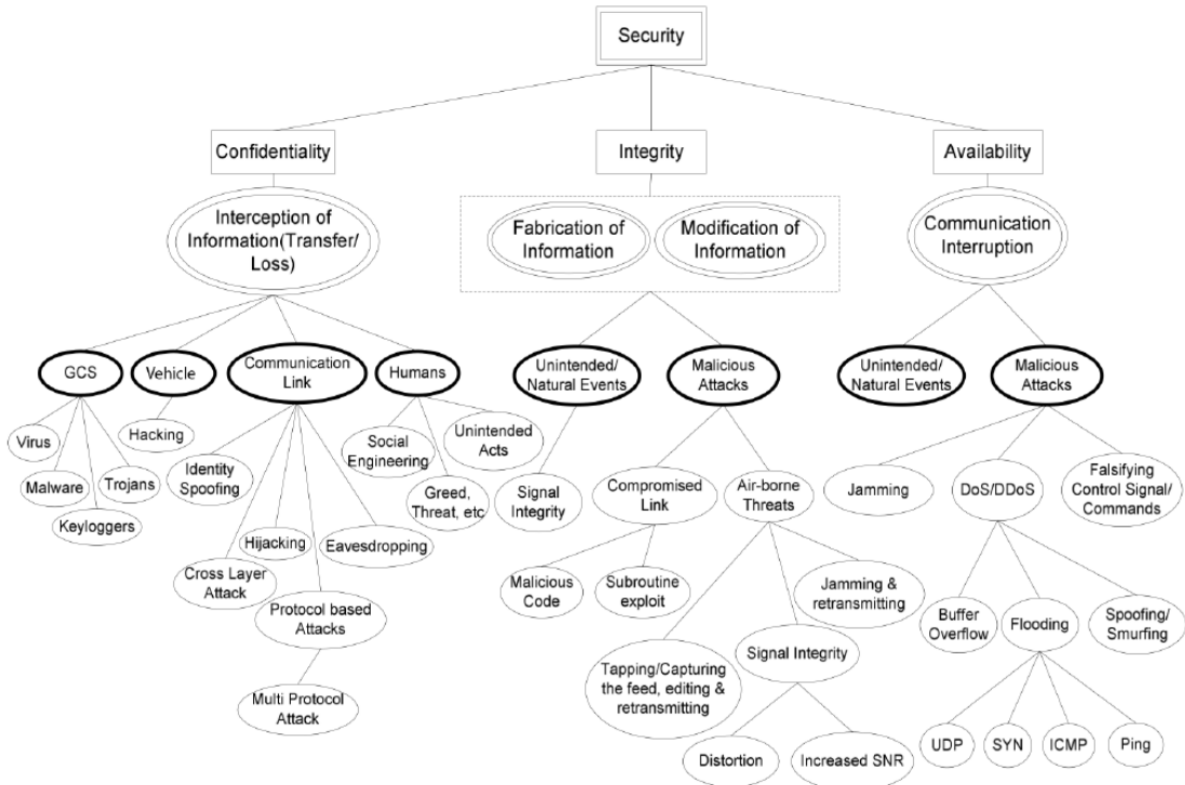 Security
Confidentiality
Integrity
Availability
Interception of
Information(Transfer/
Loss)
Fabrication of
Information
Modification of
Information
Communication
Interruption
GCS
Vehicle
Communication
Link
Humans
Unintended/
Natural Events
Malicious
Attacks
Unintended/
Natural Events
Malicious
Attacks
Virus
Malware
Keyloggers
Trojans
Hacking
Identity
Spoofing
Cross Layer
Attack
Hijacking
Protocol based
Attacks
Multi Protocol
Attack
Eavesdropping
Social
Engineering
Greed,
Threat, etc
Unintended
Acts
Signal
Integrity
Compromised
Link
Air-borne
Threats
Malicious
Code
Subroutine
exploit
Tapping/Capturing
the feed, editing &
retransmitting
Signal Integrity
Jamming &
retransmitting
Distortion
Increased SNR
Jamming
DoS/DDoS
Falsifying
Control Signal/
Commands
Buffer
Overflow
Flooding
Spoofing/
Smurfing
UDP
SYN
ICMP
Ping